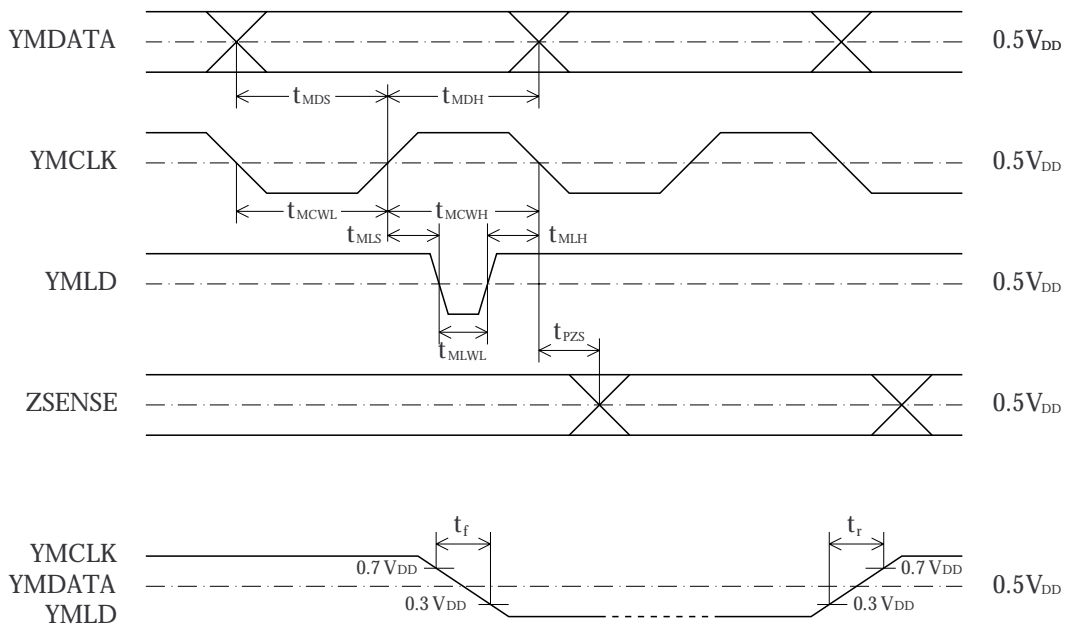 YMDATA 0.5VDD
tMDS tMDH
YMCLK 0.5VDD
tMCWL tMCWH
tMLS tMLH
YMLD 0.5VDD
tMLWL tPZS
ZSENSE 0.5VDD
tf tr
YMCLK
0.7 VDD 0.7 VDD
YMDATA 0.5VDD
0.3 VDD 0.3 VDD
YMLD